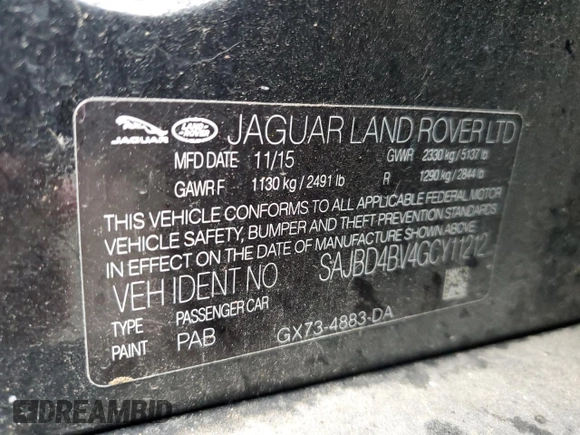 JAGUAR LAND ROVER JAGUAR LAND ROVER LTD
MFD DATE 11/15 GVWR 2330 kg / 5137 lb
GAWR F 1130 kg / 2491 lb R 1290 kg / 2844 lb
THIS VEHICLE CONFORMS TO ALL APPLICABLE FEDERAL MOTOR
VEHICLE SAFETY, BUMPER AND THEFT PREVENTION STANDARDS
IN EFFECT ON THE DATE OF MANUFACTURE SHOWN ABOVE
VEH IDENT NO SAJBD4BV4GCY11212
TYPE PASSENGER CAR
PAINT PAB GX73-4883-DA
DREAMBID